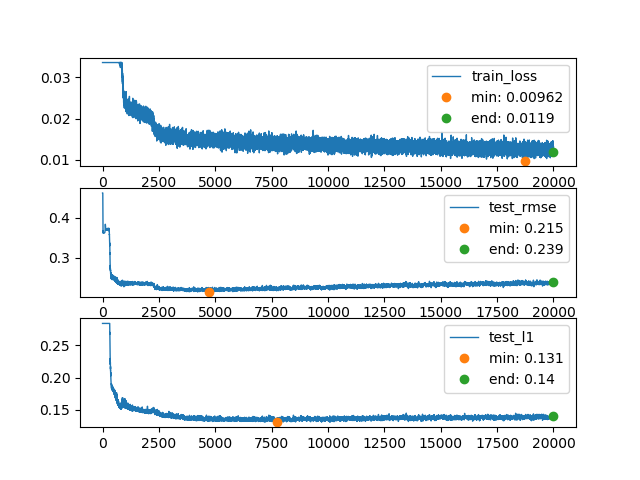 0.03
0.02
0.01
train_loss
min: 0.00962
end: 0.0119
0 2500 5000 7500 10000 12500 15000 17500 20000
0.4
0.3
test_rmse
min: 0.215
end: 0.239
0 2500 5000 7500 10000 12500 15000 17500 20000
0.25
0.20
0.15
test_l1
min: 0.131
end: 0.14
0 2500 5000 7500 10000 12500 15000 17500 20000